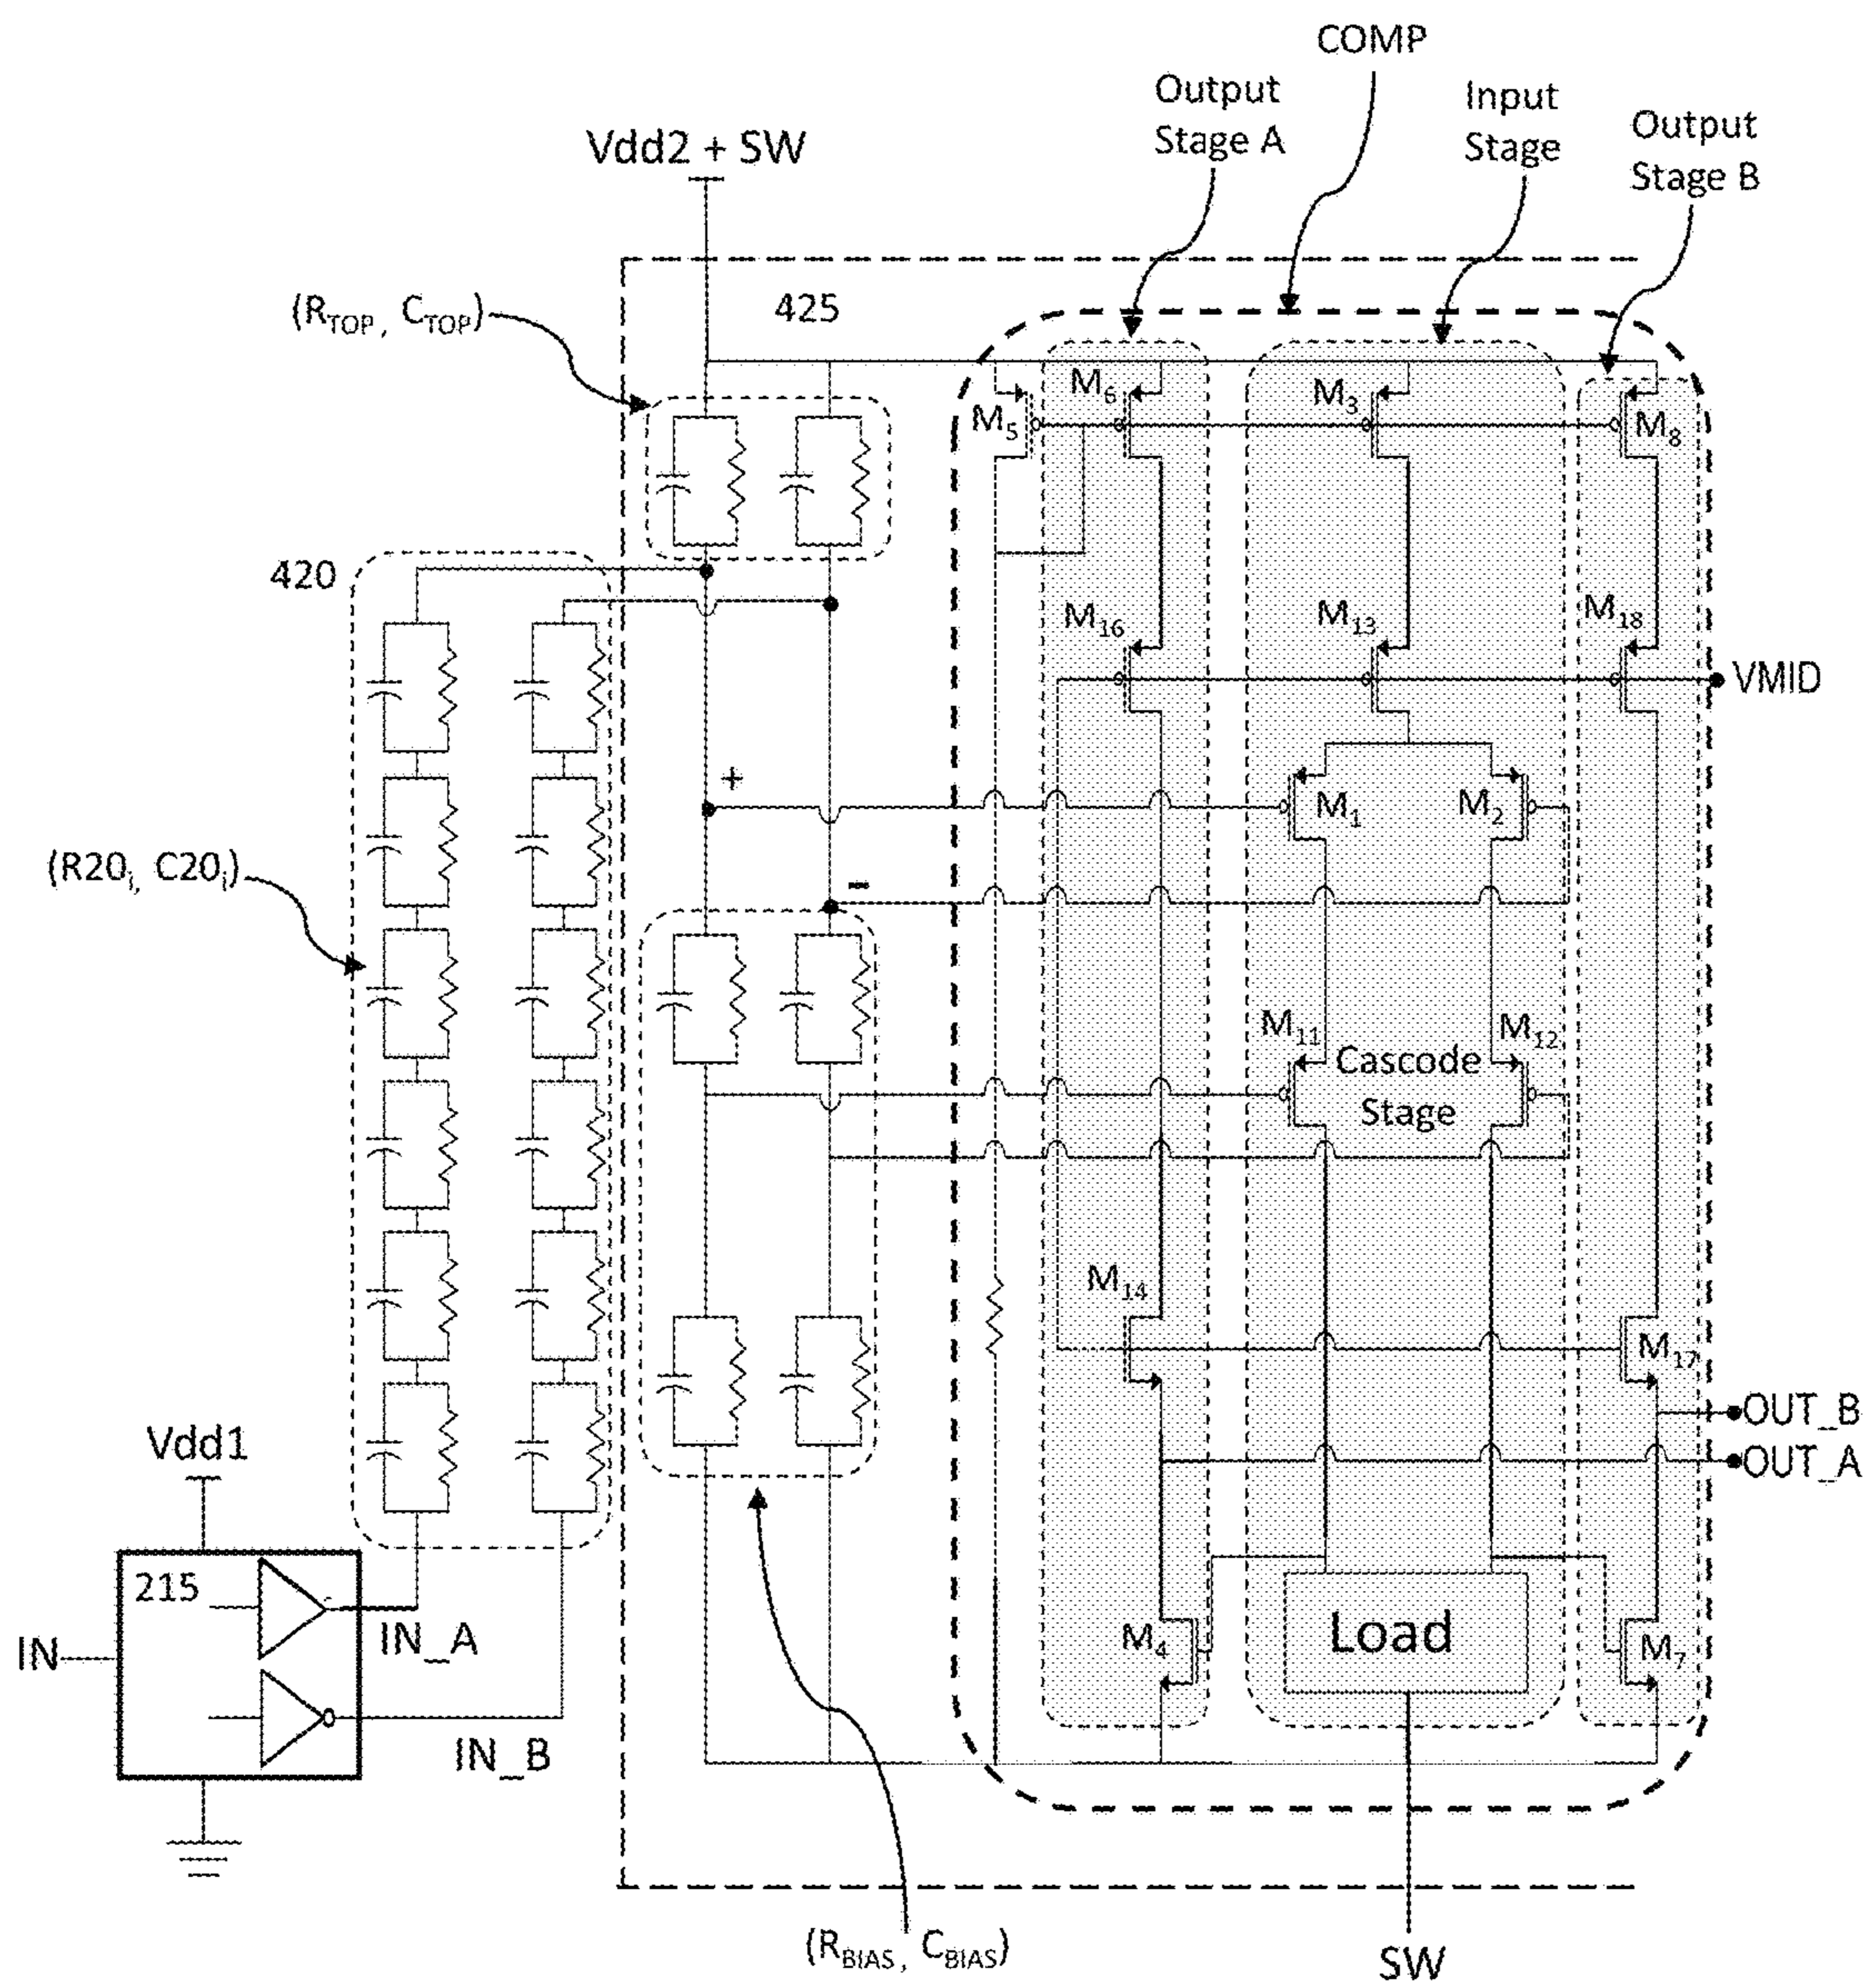 COMP
Output
Stage A
Input
Stage
Output
Stage B
Vdd2 + SW
(R_TOP, C_TOP)
425
M5
M6
M3
M8
420
M16
M13
M18
VMID
+
M1
M2
(R20i, C20i)
-
M11
M12
Cascode
Stage
M14
M17
OUT_B
OUT_A
Vdd1
215
IN
IN_A
IN_B
M4
Load
M7
(R_BIAS, C_BIAS)
SW